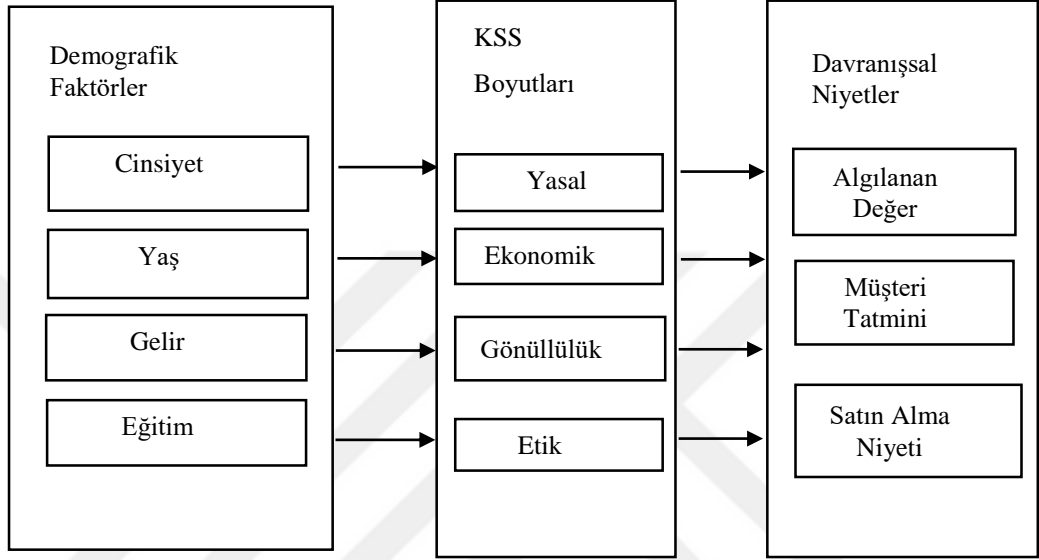 Demografik
Faktörler
Cinsiyet
Yaş
Gelir
Eğitim
KSS
Boyutları
Yasal
Ekonomik
Gönüllülük
Etik
Davranışsal
Niyetler
Algılanan
Değer
Müşteri
Tatmini
Satın Alma
Niyeti